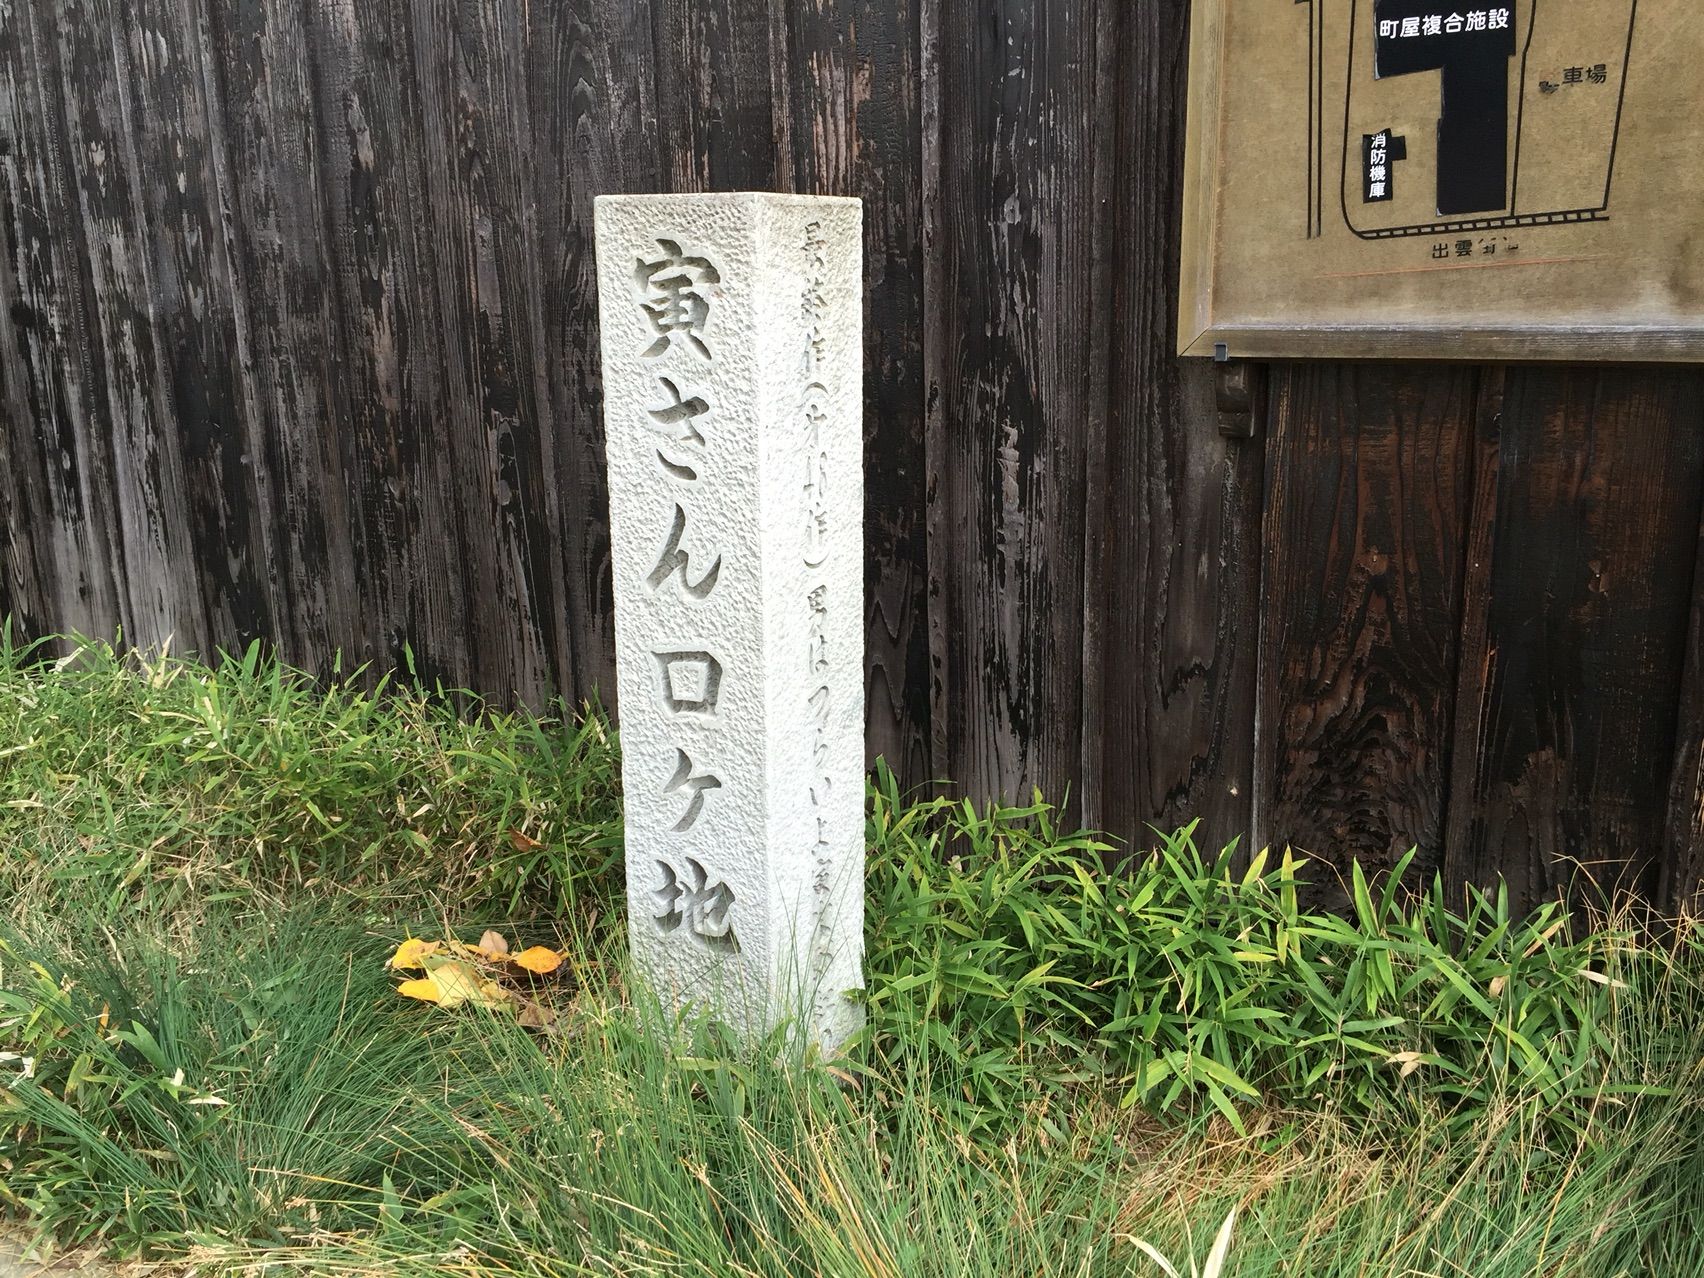 寅さんロケ地
最終作(第48作)男はつらいよ
町屋複合施設
車場
消防機庫
出雲街